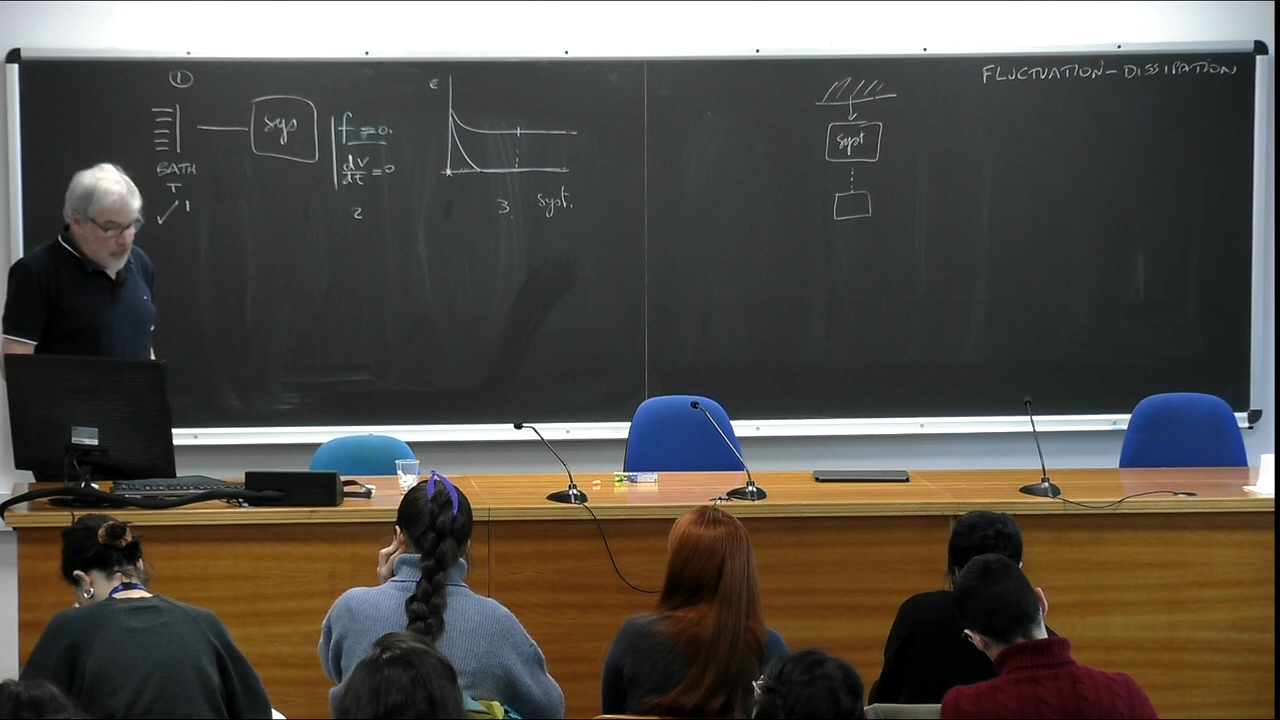 ①
sys
BATH
T
✓ 1
f = 0.
dv/dt = 0
2
ε
3.
syst.
syst
FLUCTUATION-DISSIPATION